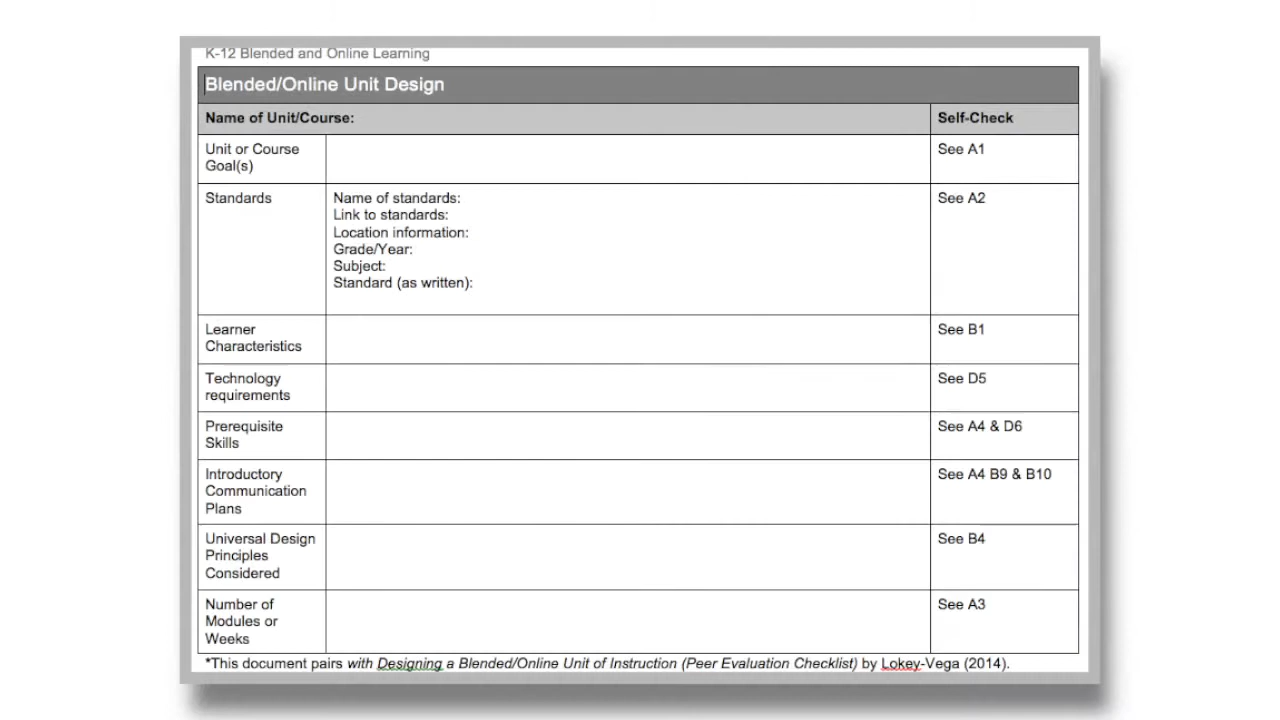 K-12 Blended and Online Learning
Blended/Online Unit Design
Name of Unit/Course: Self-Check
Unit or Course
Goal(s)
See A1
Standards
Name of standards:
Link to standards:
Location information:
Grade/Year:
Subject:
Standard (as written):
See A2
Learner
Characteristics
See B1
Technology
requirements
See D5
Prerequisite
Skills
See A4 & D6
Introductory
Communication
Plans
See A4 B9 & B10
Universal Design
Principles
Considered
See B4
Number of
Modules or
Weeks
See A3
*This document pairs with Designing a Blended/Online Unit of Instruction (Peer Evaluation Checklist) by Lokey-Vega (2014).